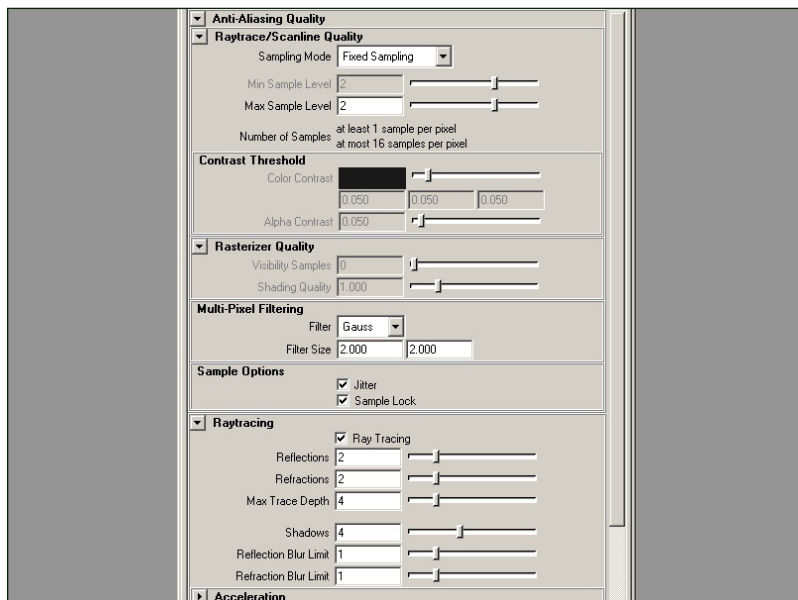 Anti-Aliasing Quality
Raytrace/Scanline Quality
Sampling Mode Fixed Sampling
Min Sample Level 2
Max Sample Level 2
Number of Samples at least 1 sample per pixel
at most 16 samples per pixel
Contrast Threshold
Color Contrast
0.050 0.050 0.050
Alpha Contrast 0.050
Rasterizer Quality
Visibility Samples 0
Shading Quality 1.000
Multi-Pixel Filtering
Filter Gauss
Filter Size 2.000 2.000
Sample Options
Jitter
Sample Lock
Raytracing
Ray Tracing
Reflections 2
Refractions 2
Max Trace Depth 4
Shadows 4
Reflection Blur Limit 1
Refraction Blur Limit 1
Acceleration